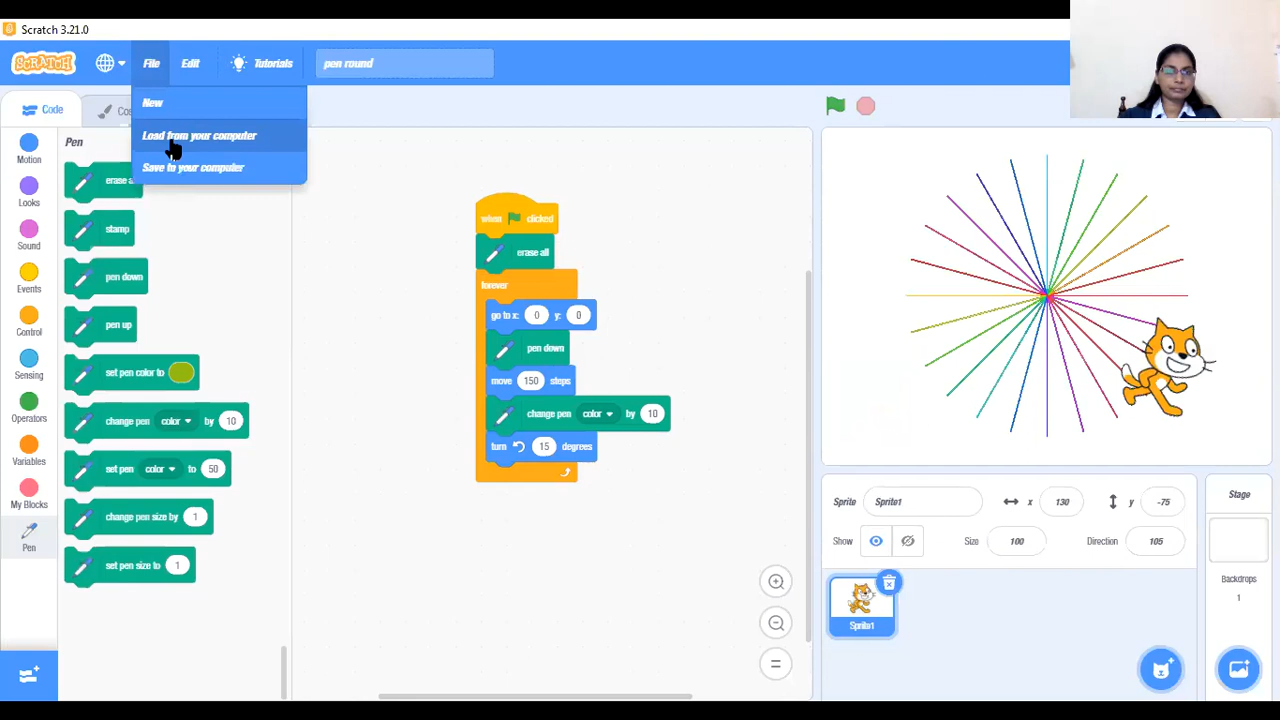 Scratch 3.21.0
SCRATCH
File
Edit
Tutorials
pen round
New
Load from your computer
Save to your computer
Code
Motion
Looks
Sound
Events
Control
Sensing
Operators
Variables
My Blocks
Pen
Pen
stamp
pen down
pen up
set pen color to
change pen color by 10
set pen color to 50
change pen size by 1
set pen size to 1
when clicked
erase all
forever
go to x: 0 y: 0
pen down
move 150 steps
change pen color by 10
turn 15 degrees
Sprite Sprite1 x 130 y -75
Show Size 100 Direction 105
Sprite1
Stage
Backdrops
1